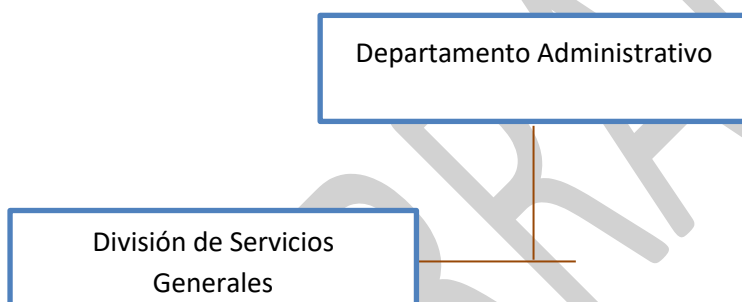 Departamento Administrativo
División de Servicios
Generales